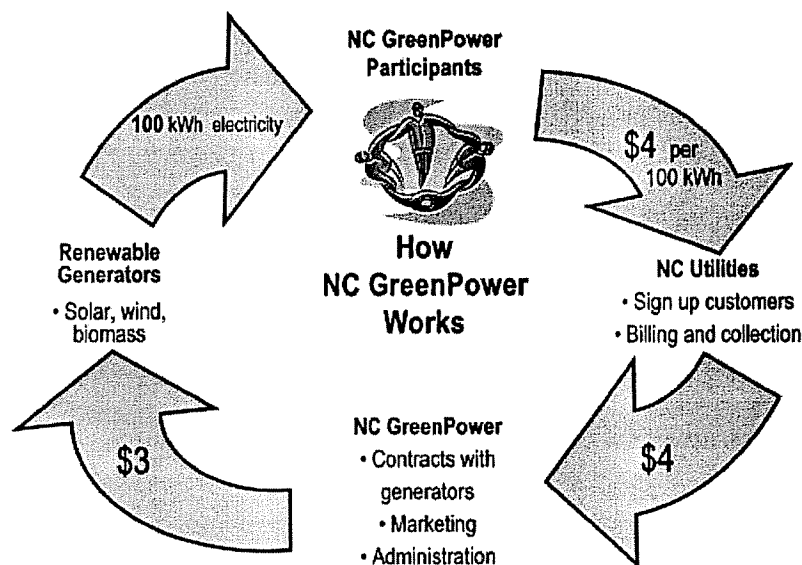 NC GreenPower
Participants
100 kWh electricity
$4 per
100 kWh
How
NC GreenPower
Works
Renewable
Generators
• Solar, wind,
biomass
NC Utilities
• Sign up customers
• Billing and collection
$3
NC GreenPower
• Contracts with
generators
• Marketing
• Administration
$4